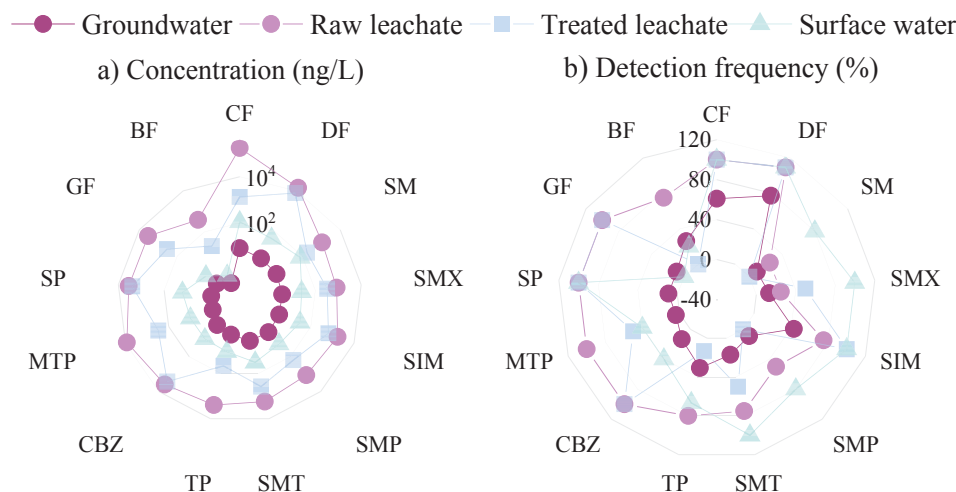 Groundwater Raw leachate Treated leachate Surface water
a) Concentration (ng/L) b) Detection frequency (%)
CF
BF DF
GF SM
SP SMX
MTP SIM
CBZ SMP
TP SMT
10⁴
10²
CF
BF DF
GF SM
SP SMX
MTP SIM
CBZ SMP
TP SMT
120
80
40
0
-40